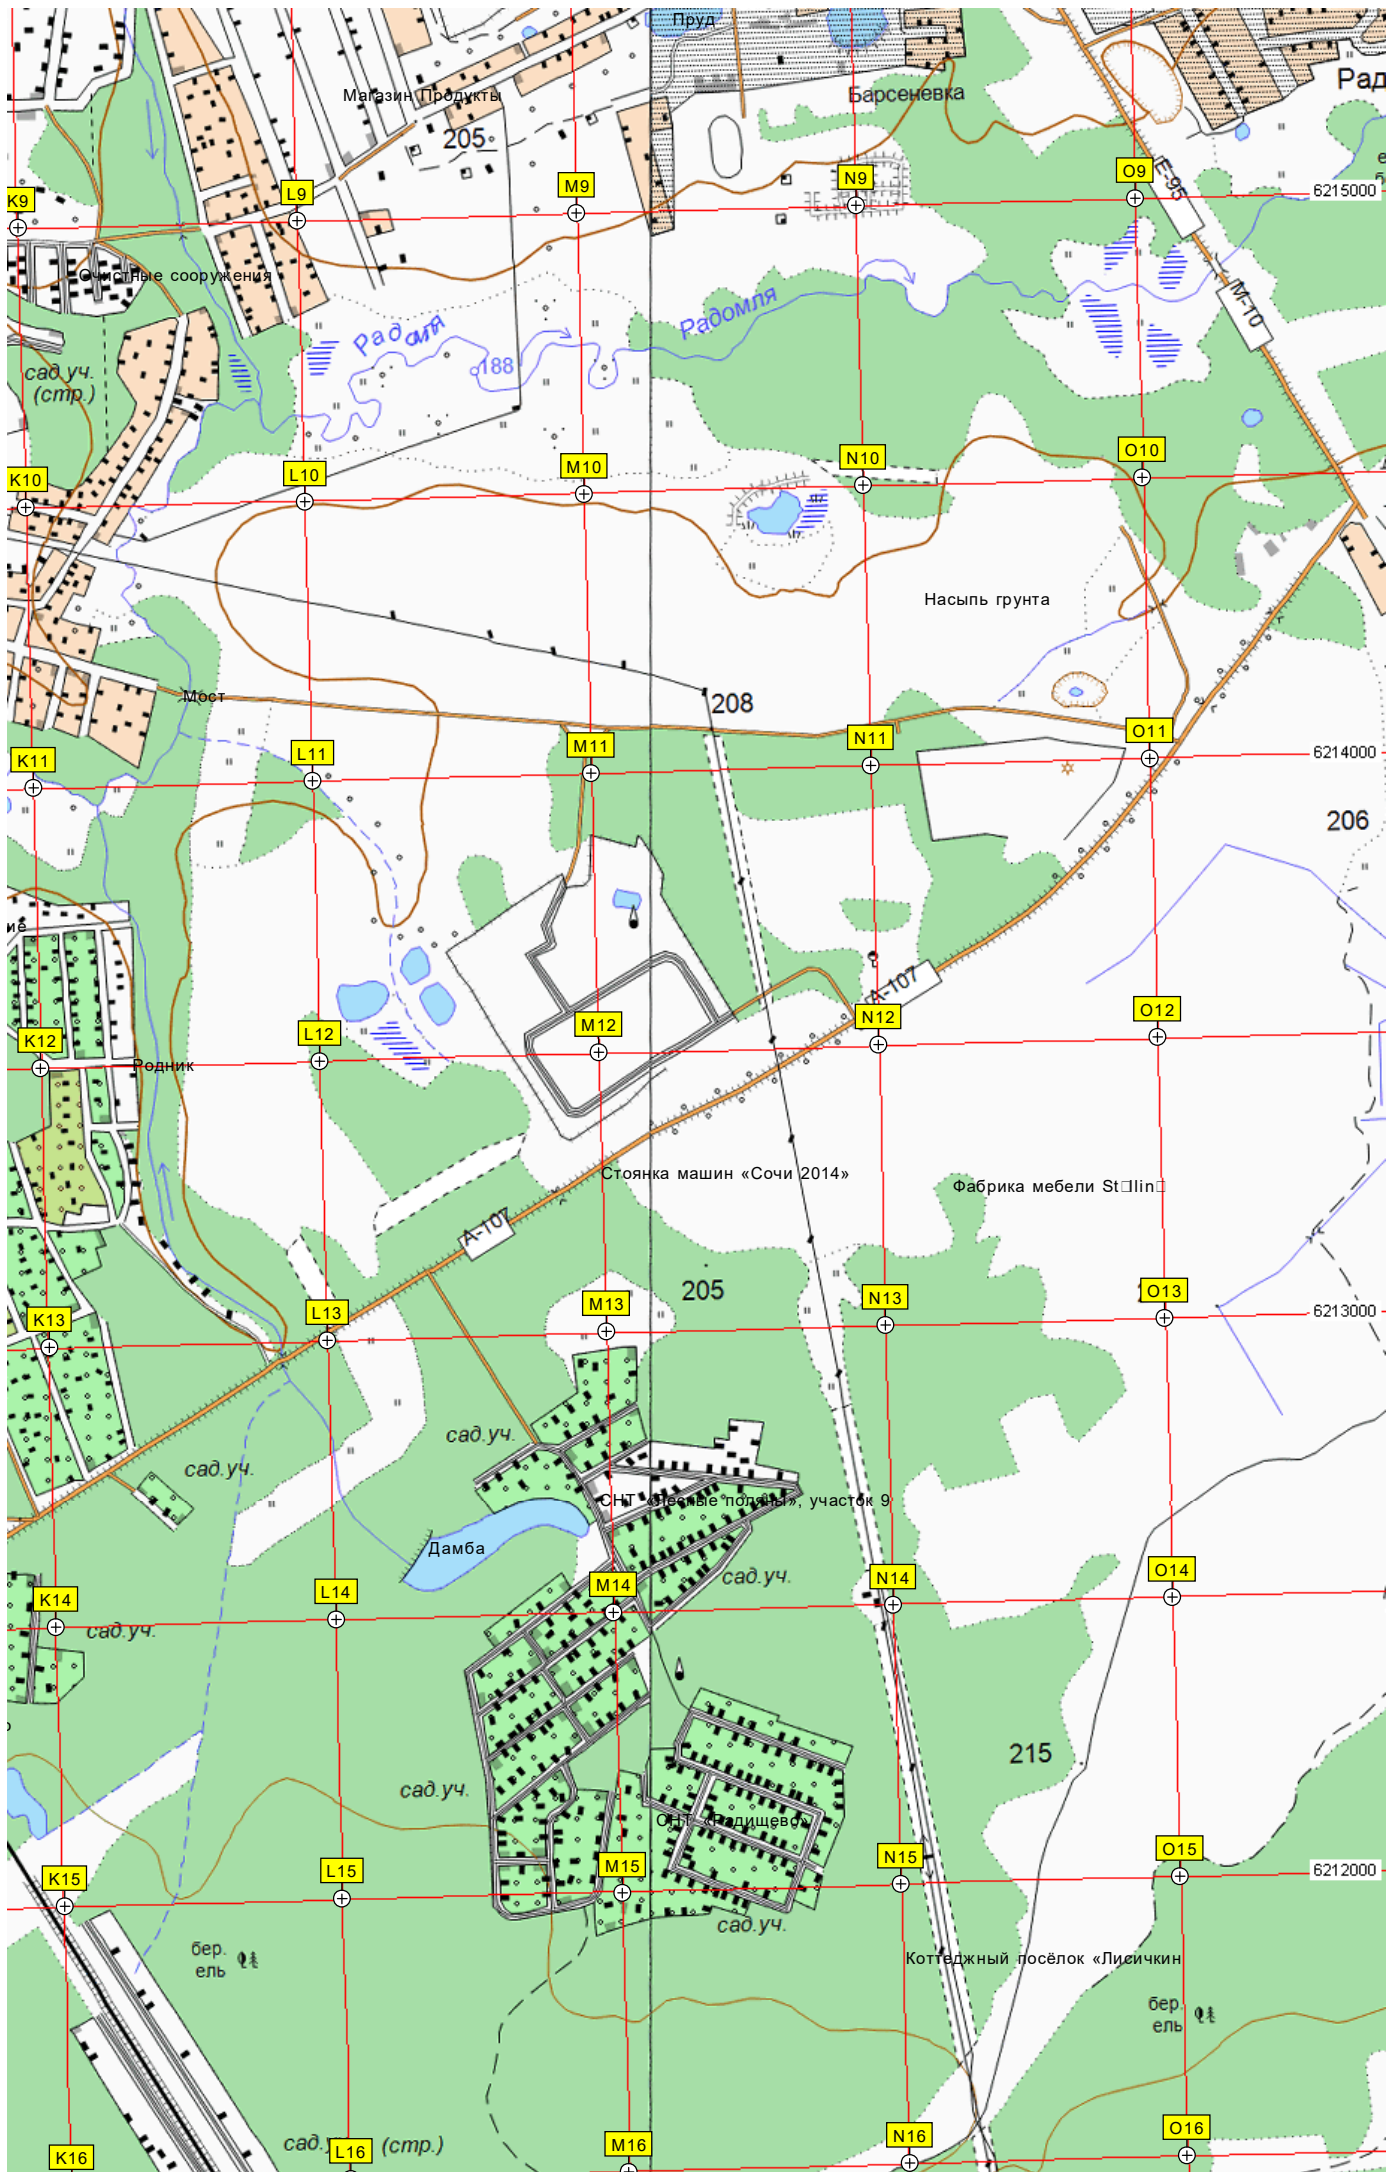 Пруд
Магазин Продукты
205
Барсеневка
Рад
E-95
K9
L9
M9
N9
O9
6215000
Очистные сооружения
Радомля
Радомля
188
М-10
сад.уч.
(стр.)
K10
L10
M10
N10
O10
Насыпь грунта
Мост
208
K11
L11
M11
N11
O11
6214000
206
ие
А-107
K12
L12
M12
N12
O12
Родник
Стоянка машин «Сочи 2014»
Фабрика мебели St□llin□
А-107
205
K13
L13
M13
N13
O13
6213000
сад.уч.
сад.уч.
СНТ «Лесные поляны», участок 9
Дамба
сад.уч.
K14
L14
M14
N14
O14
сад.уч.
215
сад.уч.
СНТ «Радищево»
K15
L15
M15
N15
O15
6212000
сад.уч.
бер.
ель
Коттеджный посёлок «Лисичкин
бер.
ель
сад.у (стр.)
K16
L16
M16
N16
O16